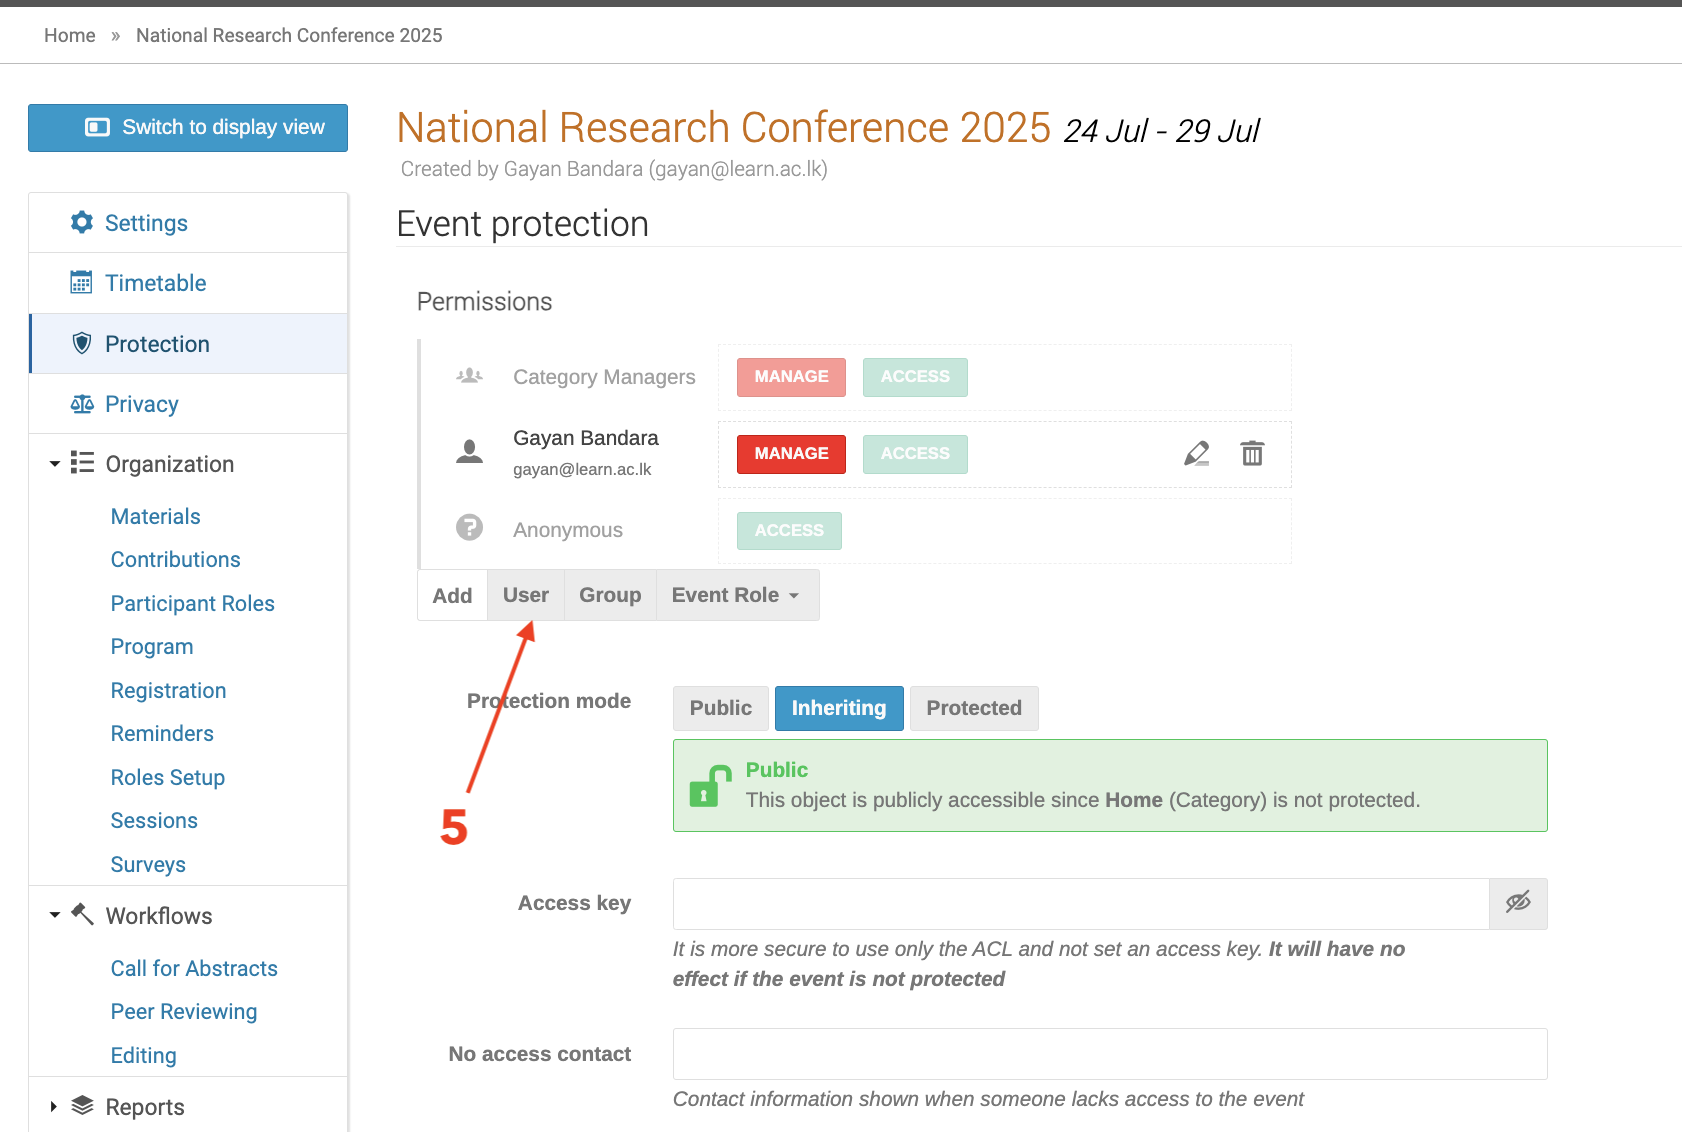 Home » National Research Conference 2025
Switch to display view
Settings
Timetable
Protection
Privacy
Organization
Materials
Contributions
Participant Roles
Program
Registration
Reminders
Roles Setup
Sessions
Surveys
Workflows
Call for Abstracts
Peer Reviewing
Editing
Reports
National Research Conference 2025 24 Jul - 29 Jul
Created by Gayan Bandara (gayan@learn.ac.lk)
Event protection
Permissions
Category Managers MANAGE ACCESS
Gayan Bandara
gayan@learn.ac.lk MANAGE ACCESS
Anonymous ACCESS
Add User Group Event Role
Protection mode Public Inheriting Protected
Public
This object is publicly accessible since Home (Category) is not protected.
5
Access key
It is more secure to use only the ACL and not set an access key. It will have no
effect if the event is not protected
No access contact
Contact information shown when someone lacks access to the event